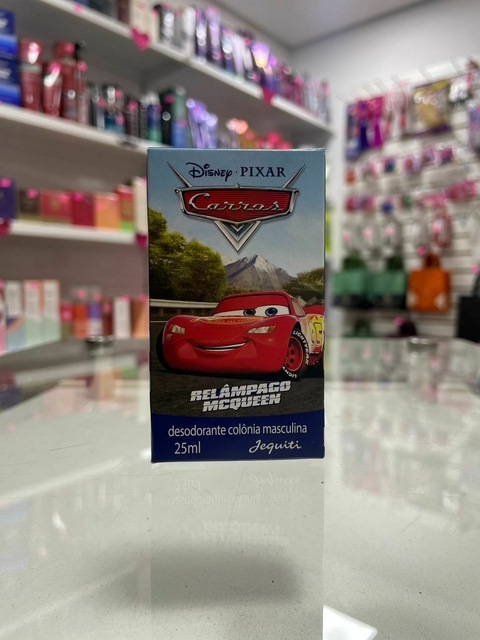 Disney · PIXAR
Carros
RELÂMPAGO
MCQUEEN
desodorante colônia masculina
25ml
Jequiti